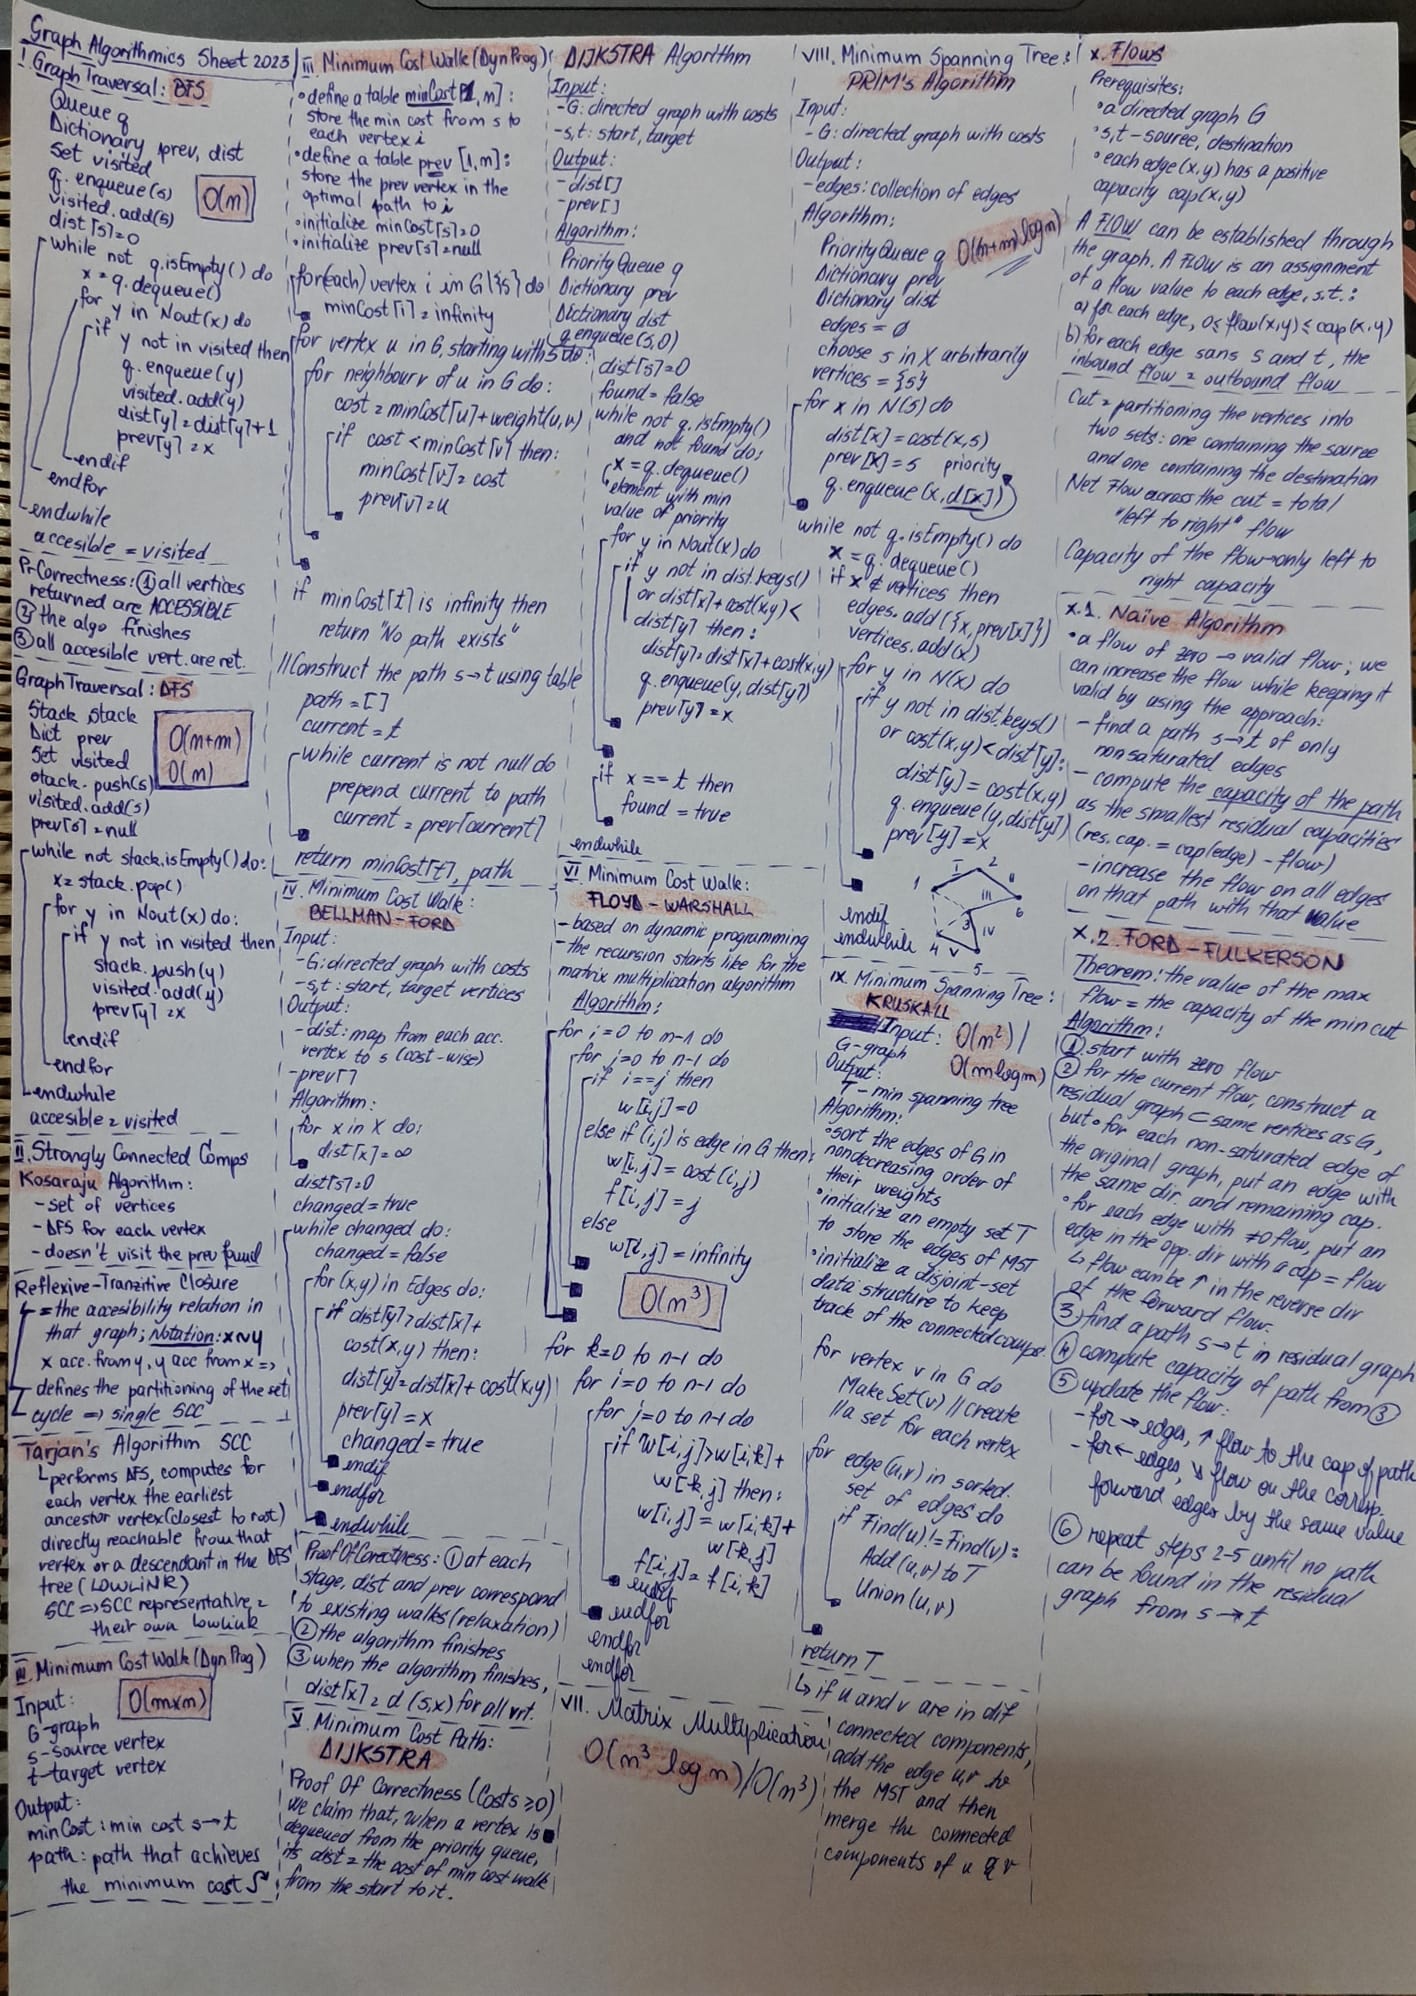 Graph Algorithmics Sheet 2023
I Graph Traversal: BFS
Queue q
Dictionary prev, dist
Set visited
q.enqueue(s)
visited.add(s)
dist[s]=0
O(n)
while not q.isEmpty() do
x = q.dequeue()
for y in Nout(x) do
if
y not in visited then
q.enqueue(y)
visited.add(y)
dist[y]=dist[y]+1
prev[y]=x
endif
endfor
endwhile
accesible = visited
Pr Correctness: ① all vertices
returned are ACCESSIBLE
② the algo finishes
③ all accesible vert. are ret.
Graph Traversal: DFS
Stack stack
Dict prev
Set visited
stack.push(s)
visited.add(s)
prev[s]=null
O(n+m)
O(n)
while not stack.isEmpty() do:
x=stack.pop()
for y in Nout(x) do:
if y not in visited then
stack.push(y)
visited.add(y)
prev[y]=x
endif
endfor
endwhile
accesible = visited
II. Strongly Connected Comps
Kosaraju Algorithm:
- set of vertices
- DFS for each vertex
- doesn't visit the prev found
Reflexive-Tranzitive Closure
= the accesibility relation in
that graph; Notation: x~y
x acc. from y, y acc from x =>
defines the partitioning of the set
cycle => single SCC
Tarjan's Algorithm SCC
↳performs DFS, computes for
each vertex the earliest
ancestor vertex (closest to root)
directly reachable from that
vertex or a descendant in the DFS
tree (LOWLINK)
SCC => SCC representative =
their own lowlink
III. Minimum Cost Walk (Dyn Prog)
Input:
O(m×n)
G-graph
s-source vertex
t-target vertex
Output:
minCost: min cost s→t
path: path that achieves
the minimum cost
III Minimum Cost Walk (Dyn Prog)
• define a table minCost[1, n]:
store the min cost from s to
each vertex i
• define a table prev [1, n]:
store the prev vertex in the
optimal path to i
• initialize minCost[s]=0
• initialize prev[s]=null
for(each) vertex i in G\{s} do
minCost[i] = infinity
for vertex u in G, starting with s do:
for neighbour v of u in G do:
cost = minCost[u]+weight(u,v)
if cost < minCost[v] then:
minCost[v]=cost
prev[v]=u
if minCost[t] is infinity then
return "No path exists"
//Construct the path s→t using table
path = []
current = t
while current is not null do
prepend current to path
current = prev[current]
return minCost[t], path
IV. Minimum Cost Walk:
BELLMAN-FORD
Input:
-G: directed graph with costs
-s,t: start, target vertices
Output:
-dist: map from each acc.
vertex to s (cost-wise)
-prev[]
Algorithm:
for x in X do:
dist[x]=∞
dist[s]=0
changed=true
while changed do:
changed=false
for (x,y) in Edges do:
if dist[y]>dist[x]+
cost(x,y) then:
dist[y]=dist[x]+cost(x,y)
prev[y]=x
changed=true
endif
endfor
endwhile
Proof Of Corectness: ① at each
stage, dist and prev correspond
to existing walks (relaxation)
② the algorithm finishes
③ when the algorithm finishes,
dist[x] = d(s,x) for all vrt.
V Minimum Cost Path:
DIJKSTRA
Proof Of Correctness (Costs ≥0)
We claim that, when a vertex is
dequeued from the priority queue,
its dist = the cost of min cost walk
from the start to it.
DIJKSTRA Algorithm
Input:
-G: directed graph with costs
-s,t: start, target
Output:
-dist[]
-prev[]
Algorithm:
PriorityQueue q
Dictionary prev
Dictionary dist
q.enqueue(s,0)
dist[s]=0
found=false
while not q.isEmpty()
and not found do:
x=q.dequeue()
element with min
value of priority
for y in Nout(x) do
if y not in dist.keys()
or dist[x]+cost(x,y)<
dist[y] then:
dist[y]=dist[x]+cost(x,y)
q.enqueue(y,dist[y])
prev[y]=x
if x==t then
found=true
endwhile
VI Minimum Cost Walk:
FLOYD-WARSHALL
- based on dynamic programming
- the recursion starts like for the
matrix multiplication algorithm
Algorithm:
for i=0 to n-1 do
for j=0 to n-1 do
if i==j then
w[i,j]=0
else if (i,j) is edge in G then:
w[i,j]=cost(i,j)
f[i,j]=j
else
w[i,j]=infinity
O(n³)
for k=0 to n-1 do
for i=0 to n-1 do
for j=0 to n-1 do
if w[i,j]>w[i,k]+
w[k,j] then:
w[i,j]=w[i,k]+
w[k,j]
f[i,j]=f[i,k]
endif
endfor
endfor
endfor
VII. Matrix Multiplication
O(n³ log n)/O(n³)
VIII. Minimum Spanning Tree:
PRIM's Algorithm
Input:
- G: directed graph with costs
Output:
-edges: collection of edges
Algorithm:
PriorityQueue q
O(n+m)logn)
Dictionary prev
Dictionary dist
edges = ∅
choose s in X arbitrarily
vertices = {s}
for x in N(s) do
dist[x]=cost(x,s)
prev[x]=s priority
q.enqueue(x,d[x])
while not q.isEmpty() do
x=q.dequeue()
if x∉vertices then
edges.add({x,prev[x]})
vertices.add(x)
for y in N(x) do
if y not in dist.keys()
or cost(x,y)<dist[y]:
dist[y]=cost(x,y)
q.enqueue(y,dist[y])
prev[y]=x
1 I 2 II 6 III 3 IV 4 V 5
endif
endwhile
IX Minimum Spanning Tree:
KRUSKALL
Input: O(n²)/
G-graph
O(mlogm)
Output:
T-min spanning tree
Algorithm:
•sort the edges of G in
nondecreasing order of
their weights
•initialize an empty set T
to store the edges of MST
•initialize a disjoint-set
data structure to keep
track of the connected comps.
for vertex v in G do
MakeSet(v) //create
//a set for each vertex
for
edge(u,v) in sorted
set of edges do
if Find(u)!=Find(v):
Add(u,v) to T
Union(u,v)
return T
↳if u and v are in dif
connected components,
add the edge u,v to
the MST and then
merge the connected
components of u & v
X. Flows
Prerequisites:
• a directed graph G
• s,t-source, destination
• each edge(x,y) has a positive
capacity cap(x,y)
A FLOW can be established through
the graph. A FLOW is an assignment
of a flow value to each edge, s.t.:
a) for each edge, 0≤flow(x,y)≤cap(x,y)
b) for each edge sans s and t, the
inbound flow = outbound flow
Cut = partitioning the vertices into
two sets: one containing the source
and one containing the destination
Net Flow across the cut = total
"left to right" flow
Capacity of the flow→only left to
right capacity
X.1. Naïve Algorithm
•a flow of zero → valid flow; we
can increase the flow while keeping it
valid by using the approach:
- find a path s→t of only
nonsaturated edges
- compute the capacity of the path
as the smallest residual capacities
(res. cap. = cap(edge) - flow)
-increase the flow on all edges
on that path with that value
X.2. FORD-FULKERSON
Theorem: the value of the max
flow = the capacity of the min cut
Algorithm:
① start with zero flow
② for the current flow, construct a
residual graph ⊂ same vertices as G,
but • for each non-saturated edge of
the original graph, put an edge with
the same dir. and remaining cap.
• for each edge with ≠0 flow, put an
edge in the opp. dir with a cap = flow
↳ flow can be ↑ in the reverse dir
at the forward flow.
③ find a path s→t in residual graph
④ compute capacity of path from ③
⑤ update the flow:
-for → edges, ↑ flow to the cap of path
-for ← edges, ↘ flow on the corresp.
forward edges by the same value
⑥ repeat steps 2-5 until no path
can be found in the residual
graph from s→t